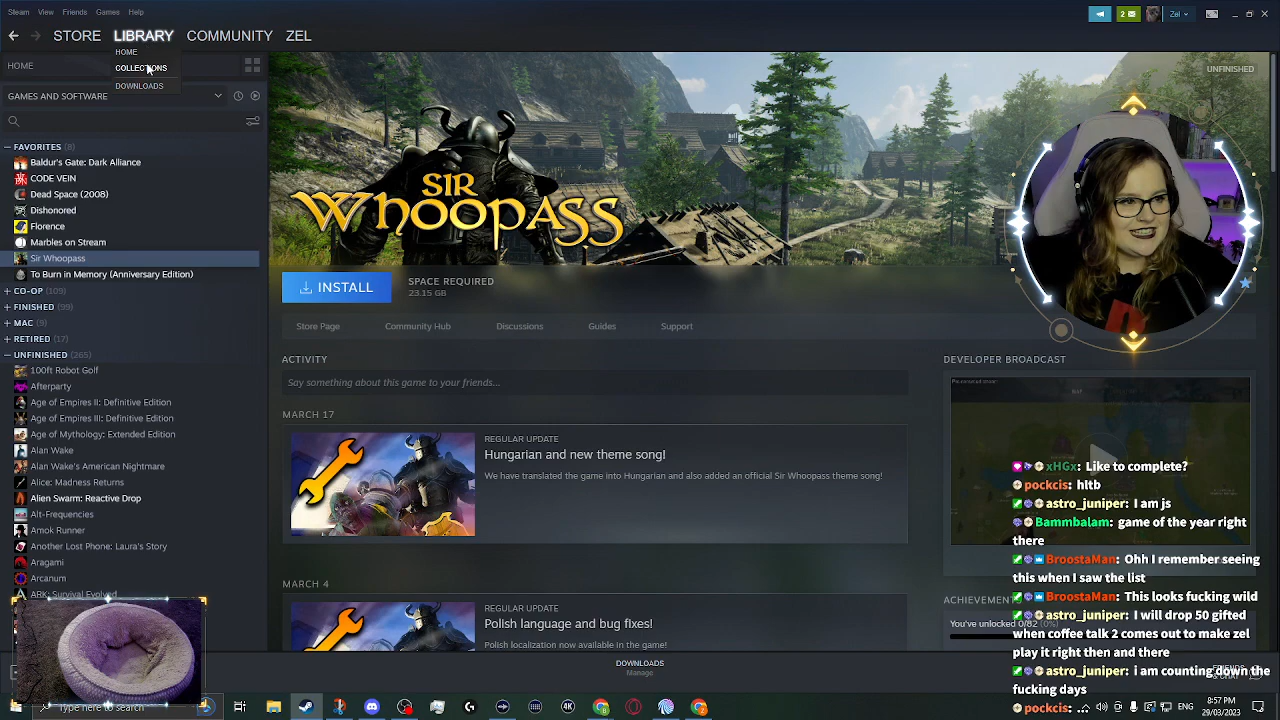 Steam View Friends Games Help
2
Zel
STORE LIBRARY COMMUNITY ZEL
HOME
COLLECTIONS
DOWNLOADS
HOME
GAMES AND SOFTWARE
FAVORITES (8)
Baldur's Gate: Dark Alliance
CODE VEIN
Dead Space (2008)
Dishonored
Florence
Marbles on Stream
Sir Whoopass
To Burn in Memory (Anniversary Edition)
CO-OP (109)
FINISHED (99)
MAC (9)
RETIRED (17)
UNFINISHED (265)
100ft Robot Golf
Afterparty
Age of Empires II: Definitive Edition
Age of Empires III: Definitive Edition
Age of Mythology: Extended Edition
Alan Wake
Alan Wake's American Nightmare
Alice: Madness Returns
Alien Swarm: Reactive Drop
Alt-Frequencies
Amok Runner
Another Lost Phone: Laura's Story
Aragami
Arcanum
ARK: Survival Evolved
UNFINISHED
SIR
WHOOPASS
INSTALL
SPACE REQUIRED
23.15 GB
Store Page Community Hub Discussions Guides Support
ACTIVITY
Say something about this game to your friends...
MARCH 17
REGULAR UPDATE
Hungarian and new theme song!
We have translated the game into Hungarian and also added an official Sir Whoopass theme song!
MARCH 4
REGULAR UPDATE
Polish language and bug fixes!
Polish localization now available in the game!
DEVELOPER BROADCAST
ACHIEVEMENTS
You've unlocked 0/82 (0%)
xHGx: Like to complete?
pockcis: hltb
astro_juniper: I am js
Bammbalam: game of the year right
there
BroostaMan: Ohh I remember seeing
this when I saw the list
BroostaMan: This looks fucking wild
astro_juniper: I will drop 50 gifted
when coffee talk 2 comes out to make u
play it right then and there
astro_juniper: I am counting down the
fucking days
pockcis:
DOWNLOADS
Manage
Type here to search
4K
ENG
8:57 PM
29/03/2023